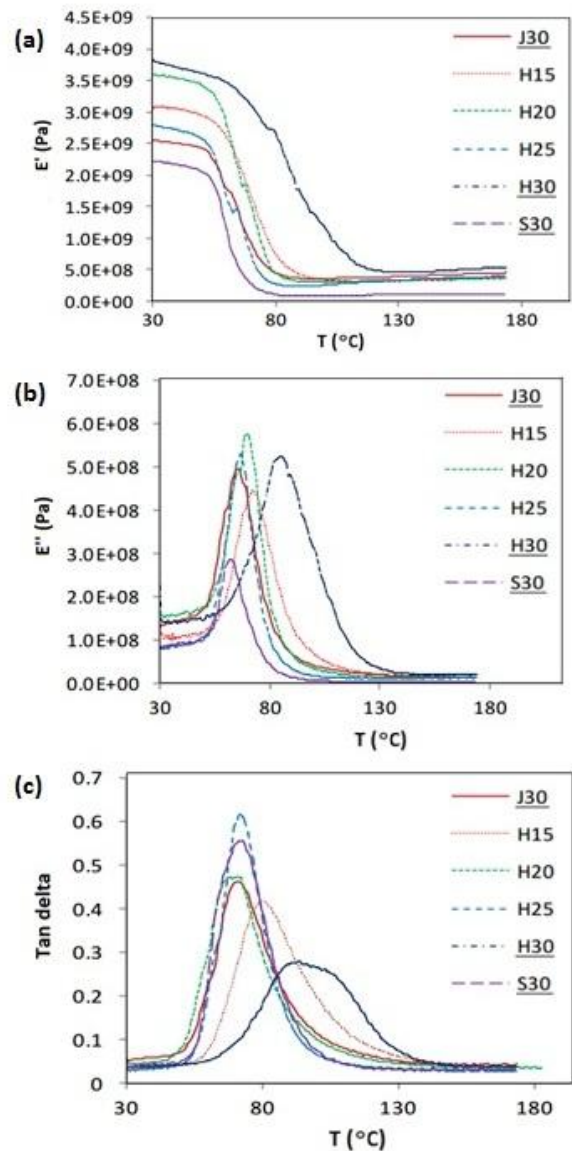 (a)
4.5E+09
4.0E+09
3.5E+09
3.0E+09
2.5E+09
2.0E+09
1.5E+09
1.0E+09
5.0E+08
0.0E+00
E' (Pa)
30 80 130 180
T (°C)
J30
H15
H20
H25
H30
S30
(b)
7.0E+08
6.0E+08
5.0E+08
4.0E+08
3.0E+08
2.0E+08
1.0E+08
0.0E+00
E'' (Pa)
30 80 130 180
T (°C)
J30
H15
H20
H25
H30
S30
(c)
0.7
0.6
0.5
0.4
0.3
0.2
0.1
0
Tan delta
30 80 130 180
T (°C)
J30
H15
H20
H25
H30
S30